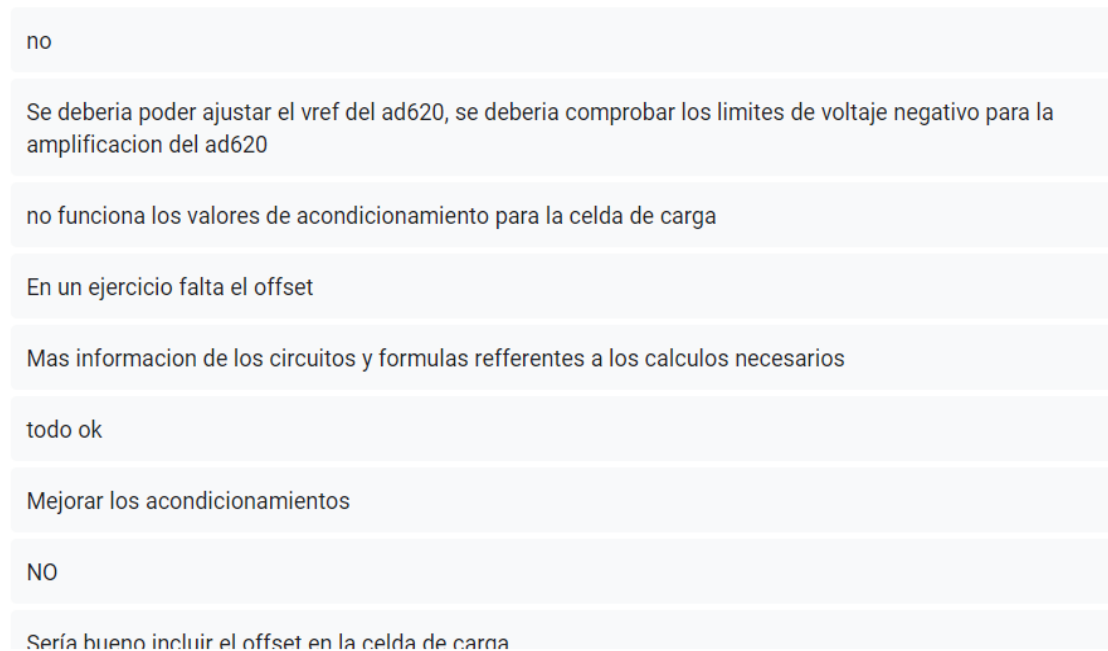 no
Se deberia poder ajustar el vref del ad620, se deberia comprobar los limites de voltaje negativo para la
amplificacion del ad620
no funciona los valores de acondicionamiento para la celda de carga
En un ejercicio falta el offset
Mas informacion de los circuitos y formulas refferentes a los calculos necesarios
todo ok
Mejorar los acondicionamientos
NO
Sería bueno incluir el offset en la celda de carga